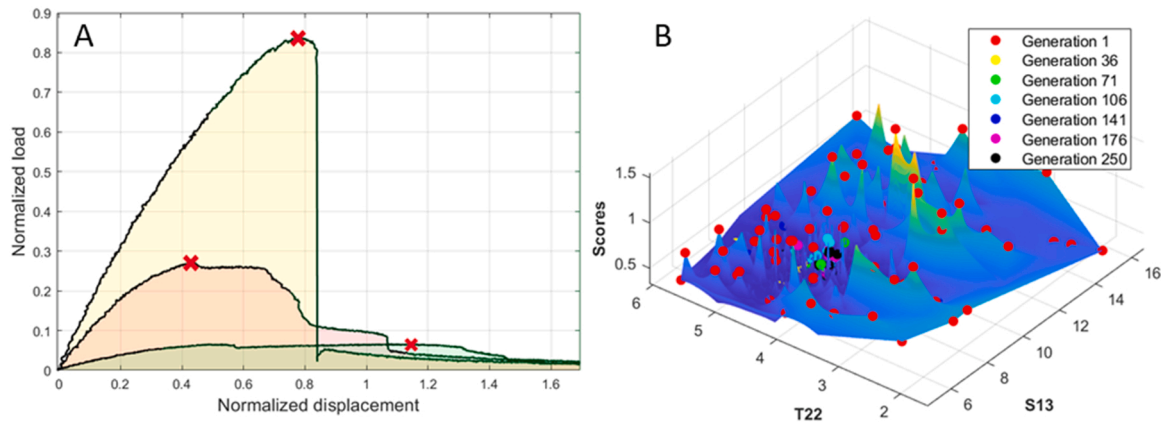 A
0.9
0.8
0.7
0.6
0.5
0.4
0.3
0.2
0.1
0
Normalized load
0 0.2 0.4 0.6 0.8 1 1.2 1.4 1.6
Normalized displacement
B
Generation 1
Generation 36
Generation 71
Generation 106
Generation 141
Generation 176
Generation 250
1.5
1
0.5
Scores
6 5 4 3 2
T22
6 8 10 12 14 16
S13